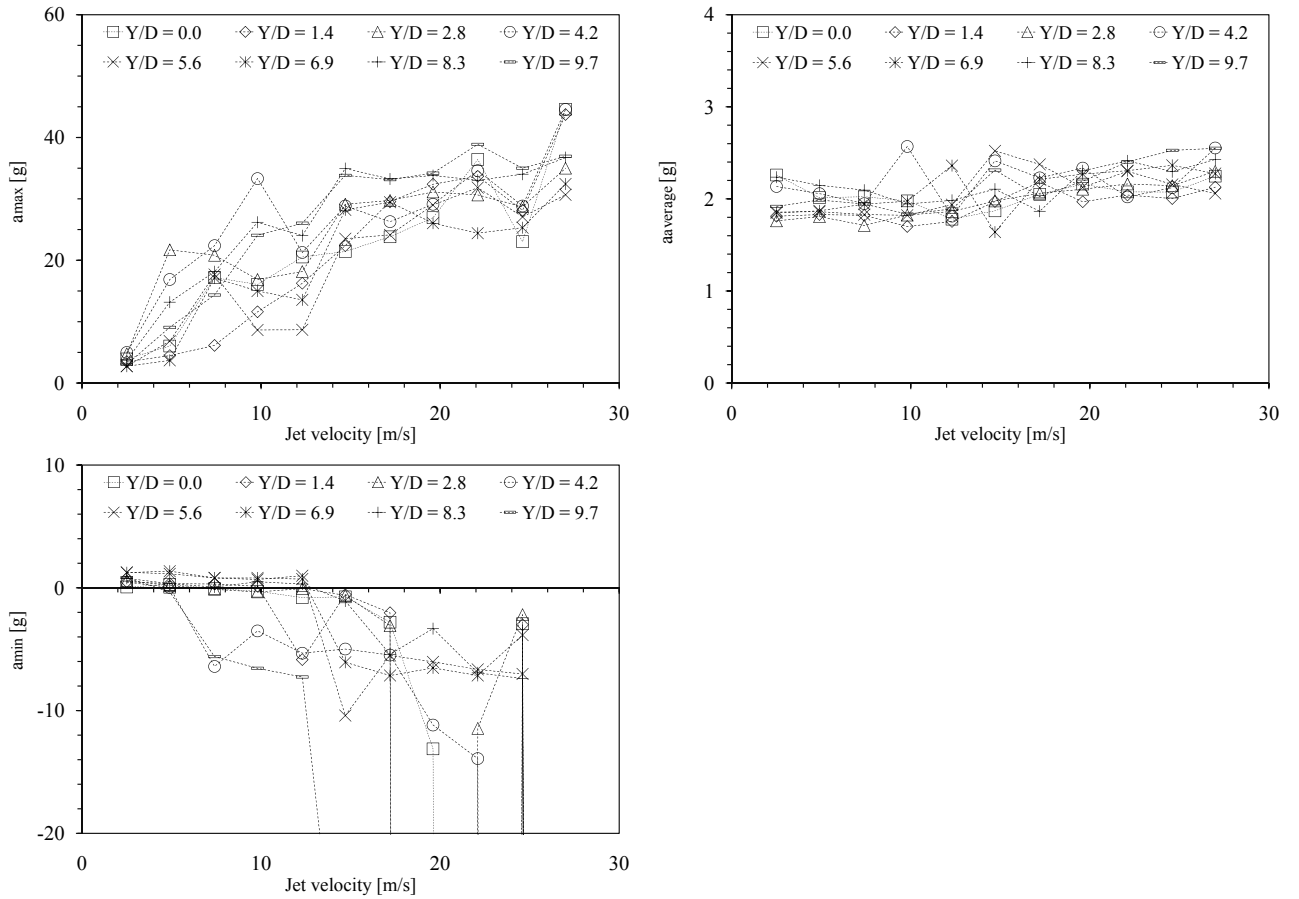 60
Y/D = 0.0 Y/D = 1.4 Y/D = 2.8 Y/D = 4.2
Y/D = 5.6 Y/D = 6.9 Y/D = 8.3 Y/D = 9.7
40
amax [g]
20
0
0 10 20 30
Jet velocity [m/s]
4
Y/D = 0.0 Y/D = 1.4 Y/D = 2.8 Y/D = 4.2
Y/D = 5.6 Y/D = 6.9 Y/D = 8.3 Y/D = 9.7
3
aaverage [g]
2
1
0
0 10 20 30
Jet velocity [m/s]
10
Y/D = 0.0 Y/D = 1.4 Y/D = 2.8 Y/D = 4.2
Y/D = 5.6 Y/D = 6.9 Y/D = 8.3 Y/D = 9.7
0
amin [g]
-10
-20
0 10 20 30
Jet velocity [m/s]